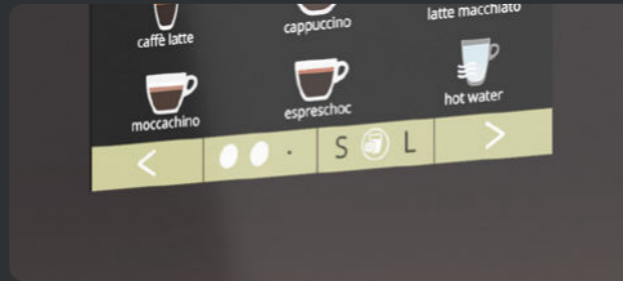 caffè latte
cappuccino
latte macchiato
moccachino
espreschoc
hot water
< S L >